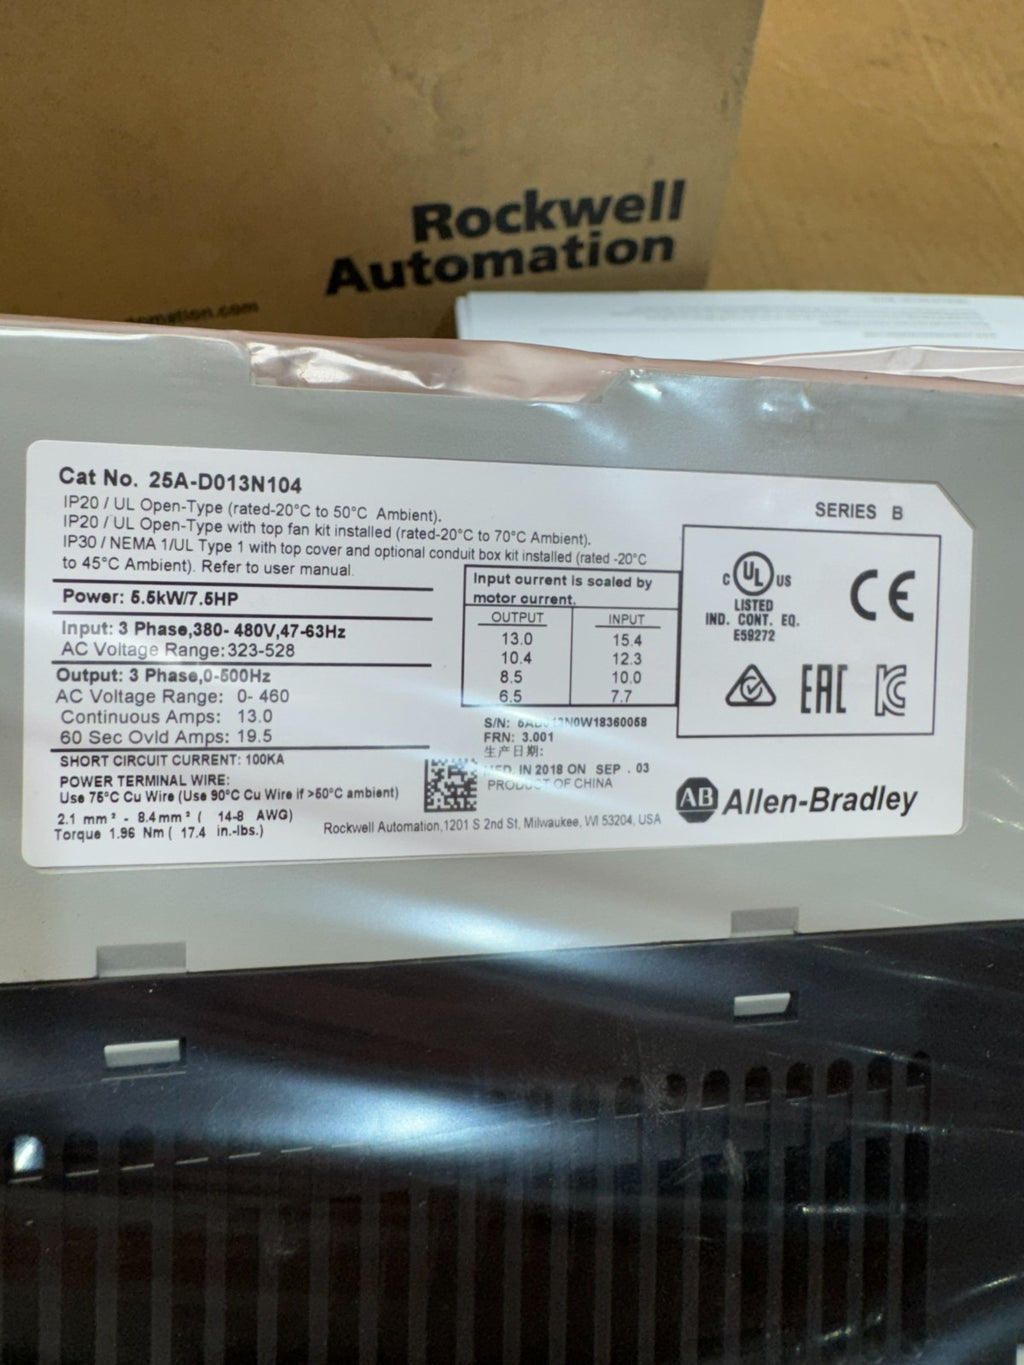 Rockwell
Automation
Cat No. 25A-D013N104
IP20 / UL Open-Type (rated-20°C to 50°C Ambient).
IP20 / UL Open-Type with top fan kit installed (rated-20°C to 70°C Ambient).
IP30 / NEMA 1/UL Type 1 with top cover and optional conduit box kit installed (rated -20°C
to 45°C Ambient). Refer to user manual.
SERIES B
Power: 5.5kW/7.5HP
Input: 3 Phase,380- 480V,47-63Hz
AC Voltage Range:323-528
Output: 3 Phase,0-500Hz
AC Voltage Range: 0- 460
Continuous Amps: 13.0
60 Sec Ovld Amps: 19.5
SHORT CIRCUIT CURRENT: 100KA
POWER TERMINAL WIRE:
Use 75°C Cu Wire (Use 90°C Cu Wire if >50°C ambient)
2.1 mm² - 8.4mm² ( 14-8 AWG)
Torque 1.96 Nm ( 17.4 in.-lbs.)
Input current is scaled by
motor current.
OUTPUT INPUT
13.0 15.4
10.4 12.3
8.5 10.0
6.5 7.7
S/N:
FRN: 3.001
生产日期:
IN 2018 ON SEP . 03
PRODUCT OF CHINA
Rockwell Automation,1201 S 2nd St, Milwaukee, WI 53204, USA
C UL US
LISTED
IND. CONT. EQ.
E59272
CE
EAC
KC
AB Allen-Bradley